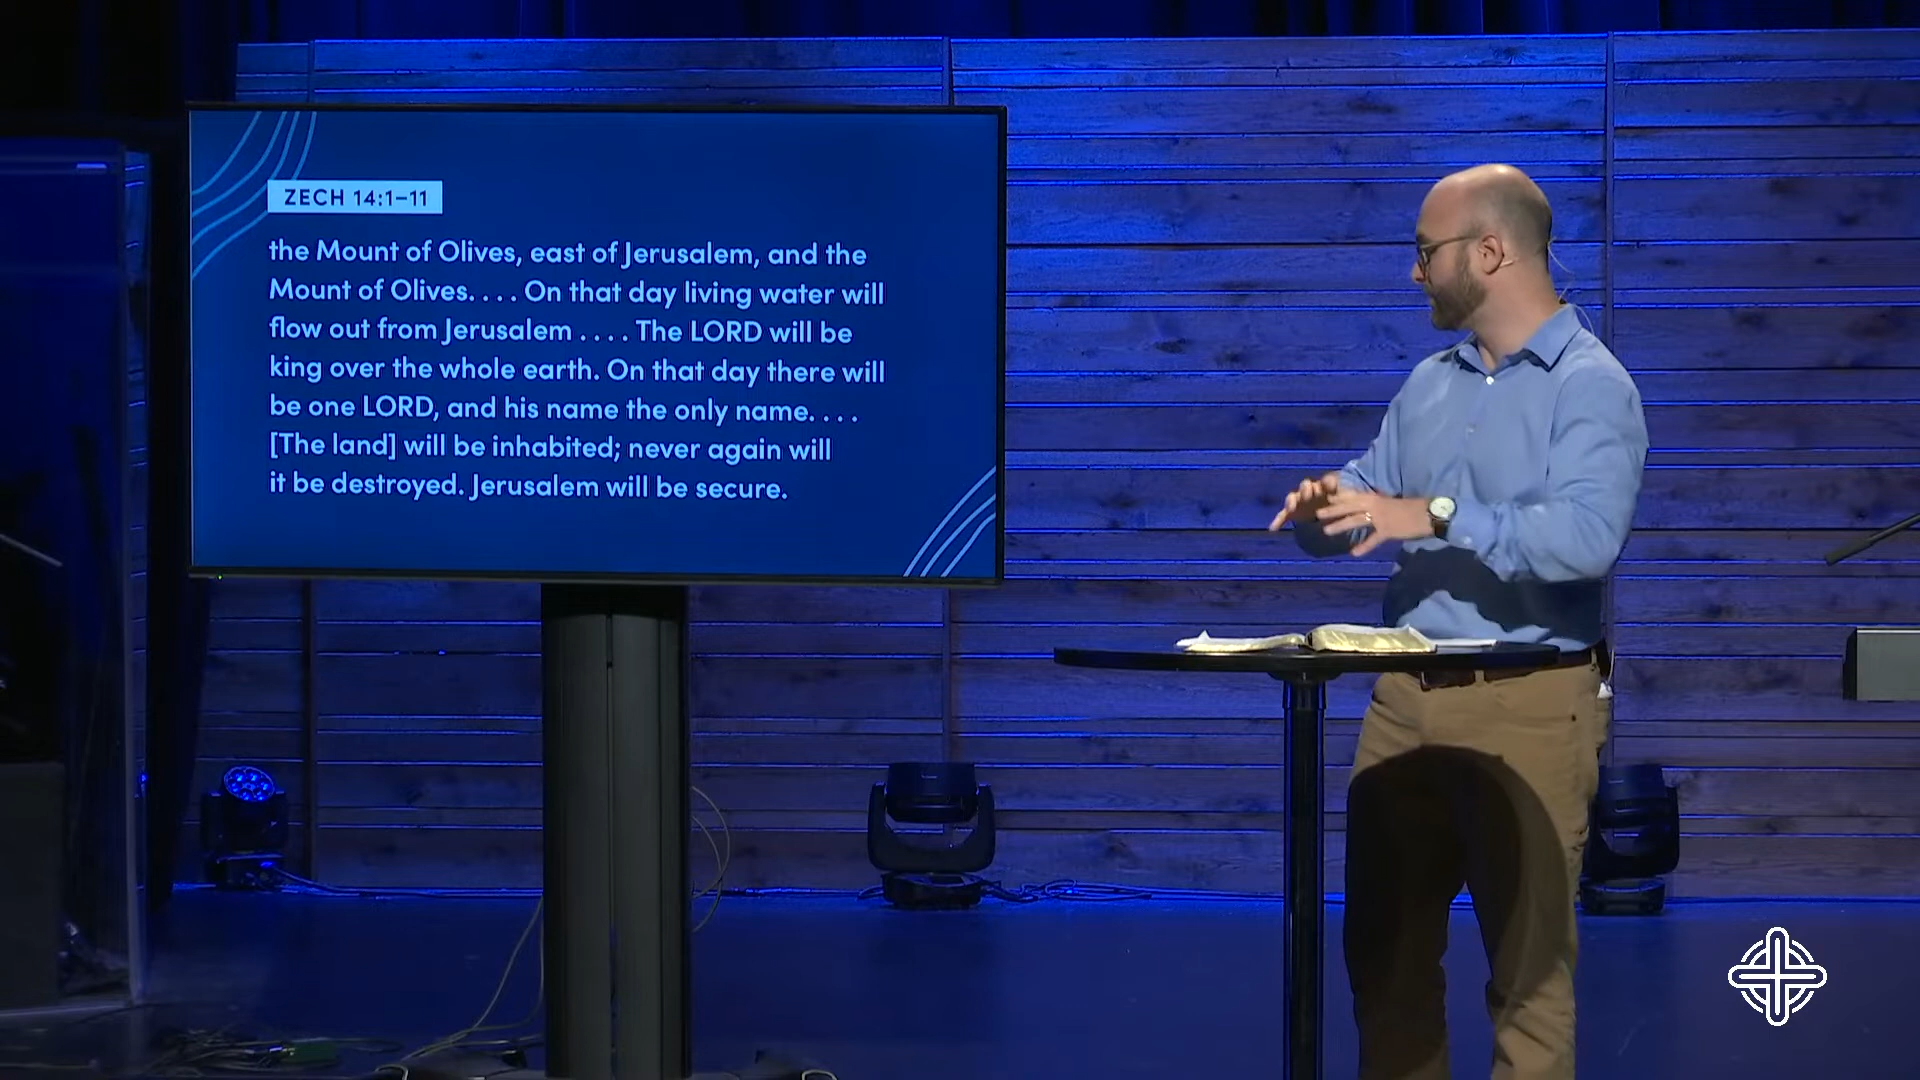 ZECH 14:1–11
the Mount of Olives, east of Jerusalem, and the
Mount of Olives. . . . On that day living water will
flow out from Jerusalem . . . . The LORD will be
king over the whole earth. On that day there will
be one LORD, and his name the only name. . . .
[The land] will be inhabited; never again will
it be destroyed. Jerusalem will be secure.